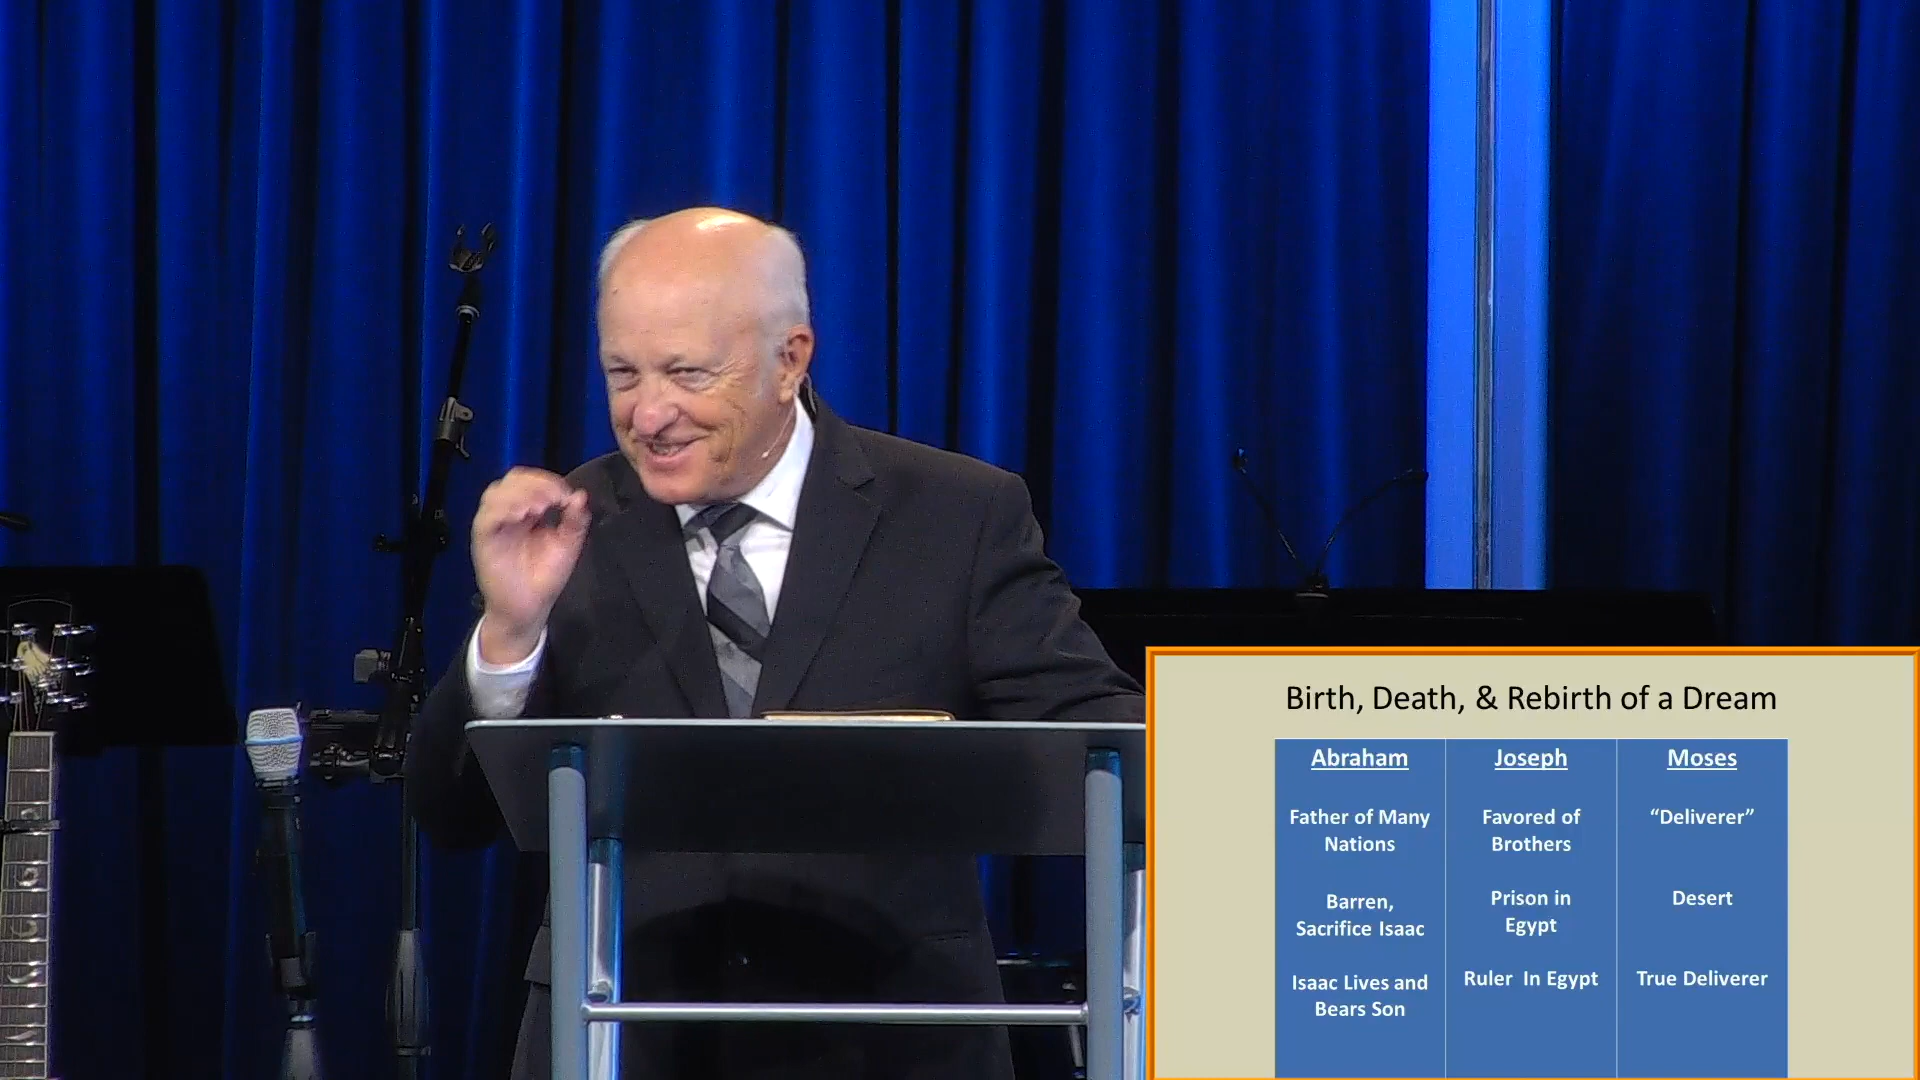 Birth, Death, & Rebirth of a Dream
Abraham
Joseph
Moses
Father of Many
Nations
Favored of
Brothers
“Deliverer”
Barren,
Sacrifice Isaac
Prison in
Egypt
Desert
Isaac Lives and
Bears Son
Ruler In Egypt
True Deliverer